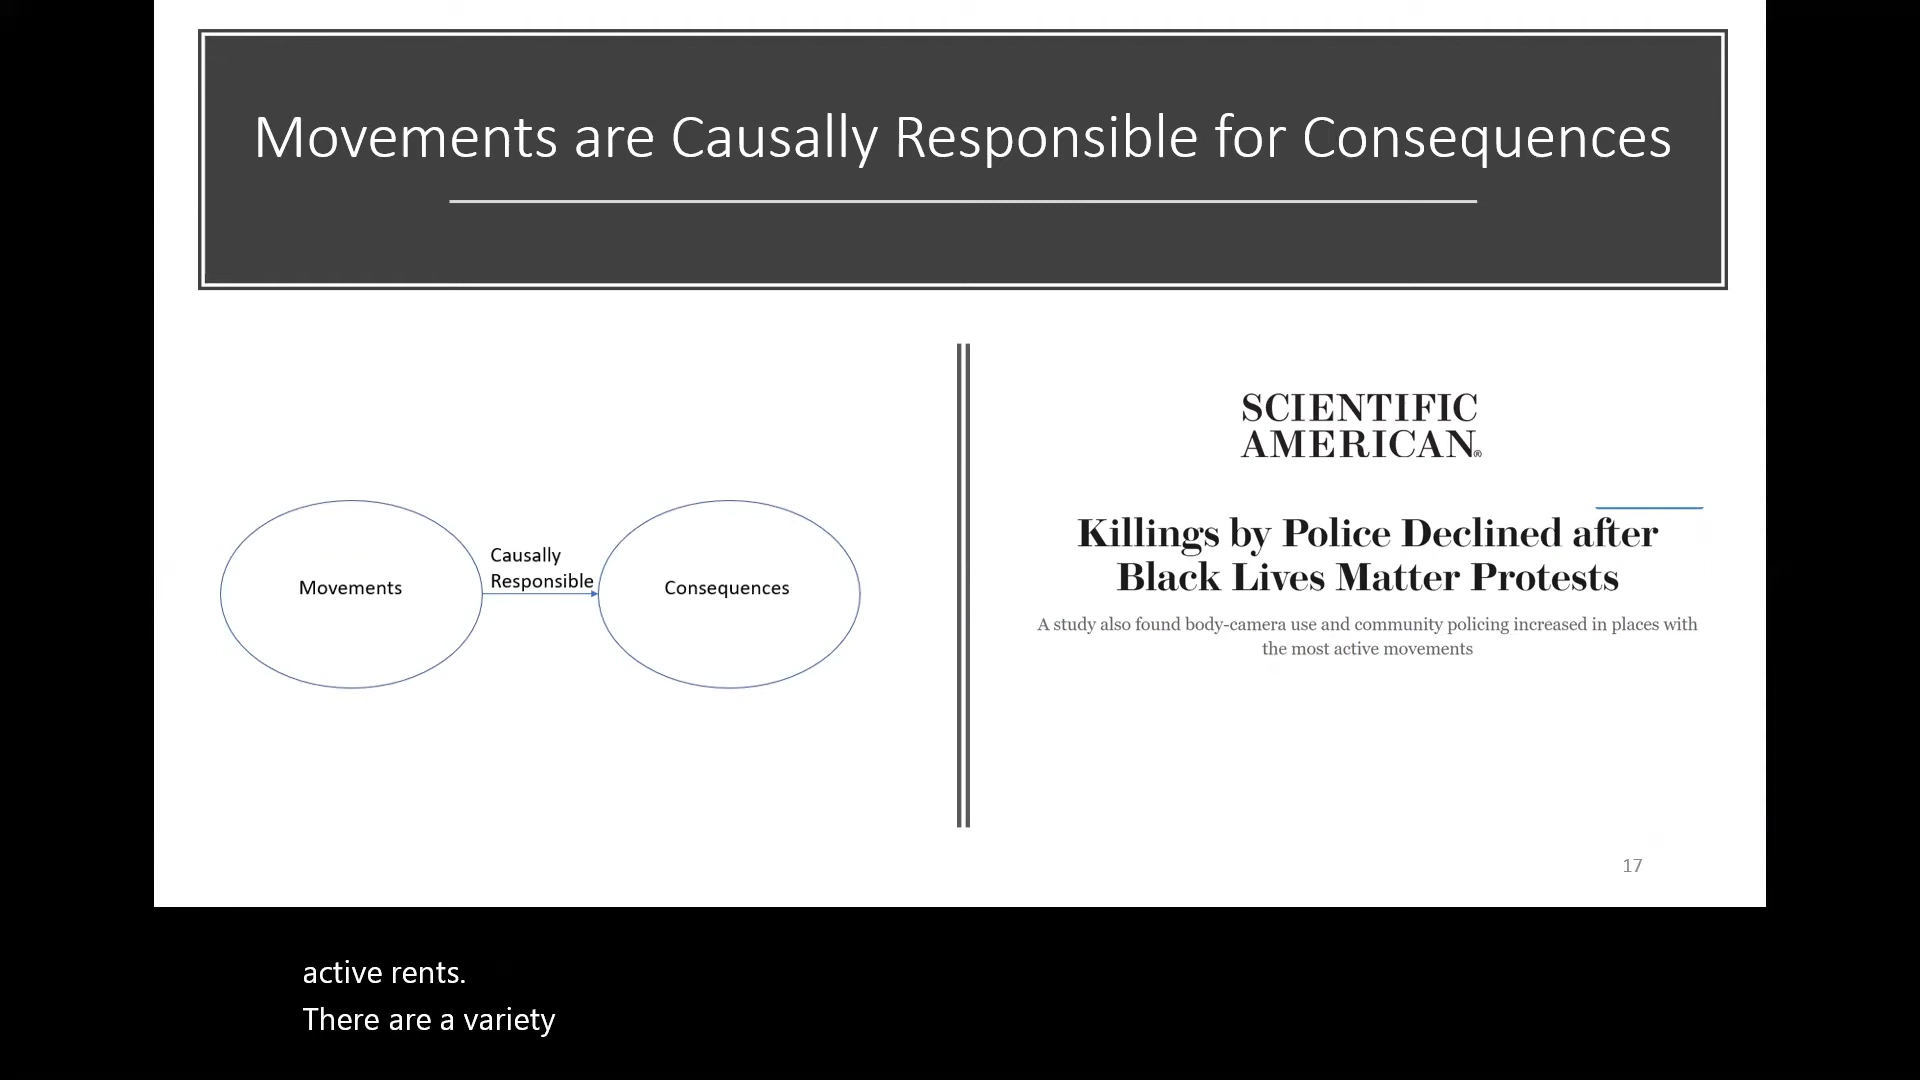 Movements are Causally Responsible for Consequences
Movements
Causally
Responsible
Consequences
SCIENTIFIC
AMERICAN®
Killings by Police Declined after
Black Lives Matter Protests
A study also found body-camera use and community policing increased in places with
the most active movements
17
active rents.
There are a variety